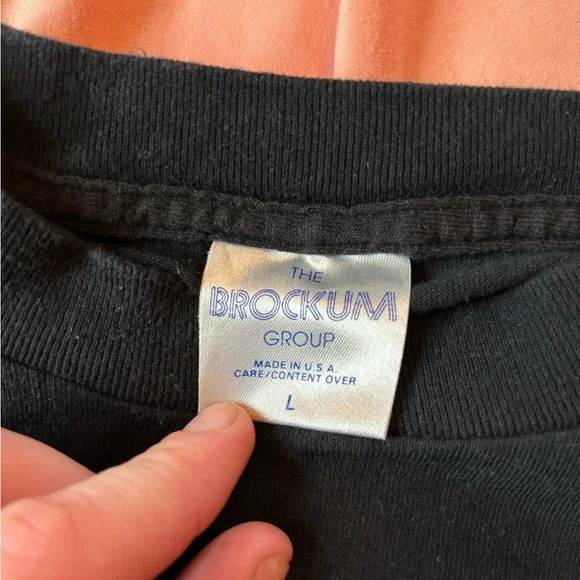 THE
BROCKUM
GROUP
MADE IN U.S.A.
CARE/CONTENT OVER
L